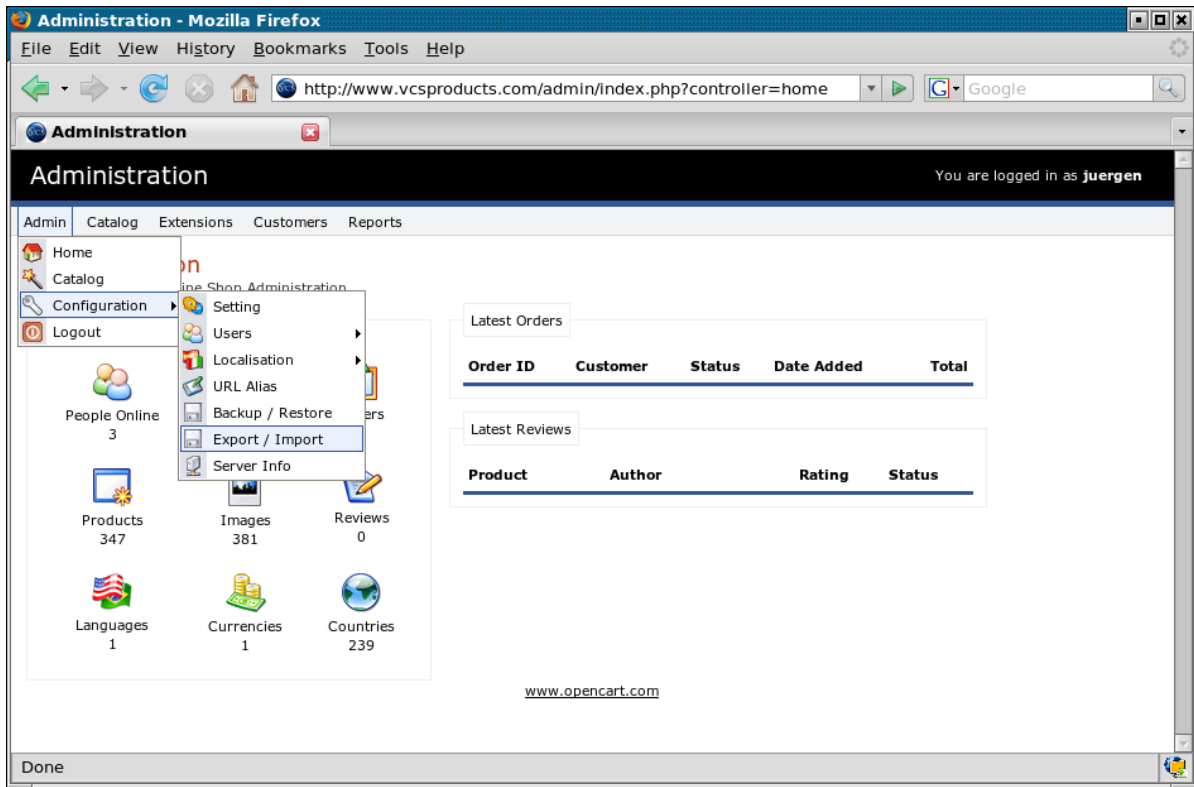 Administration - Mozilla Firefox
File Edit View History Bookmarks Tools Help
http://www.vcsproducts.com/admin/index.php?controller=home
G Google
Administration
Administration
You are logged in as juergen
Admin Catalog Extensions Customers Reports
Home
Catalog
Configuration
Logout
on
ine Shop Administration
Setting
Users
Localisation
URL Alias
Backup / Restore
Export / Import
Server Info
People Online
3
ers
Products
347
Images
381
Reviews
0
Languages
1
Currencies
1
Countries
239
Latest Orders
Order ID Customer Status Date Added Total
Latest Reviews
Product Author Rating Status
www.opencart.com
Done